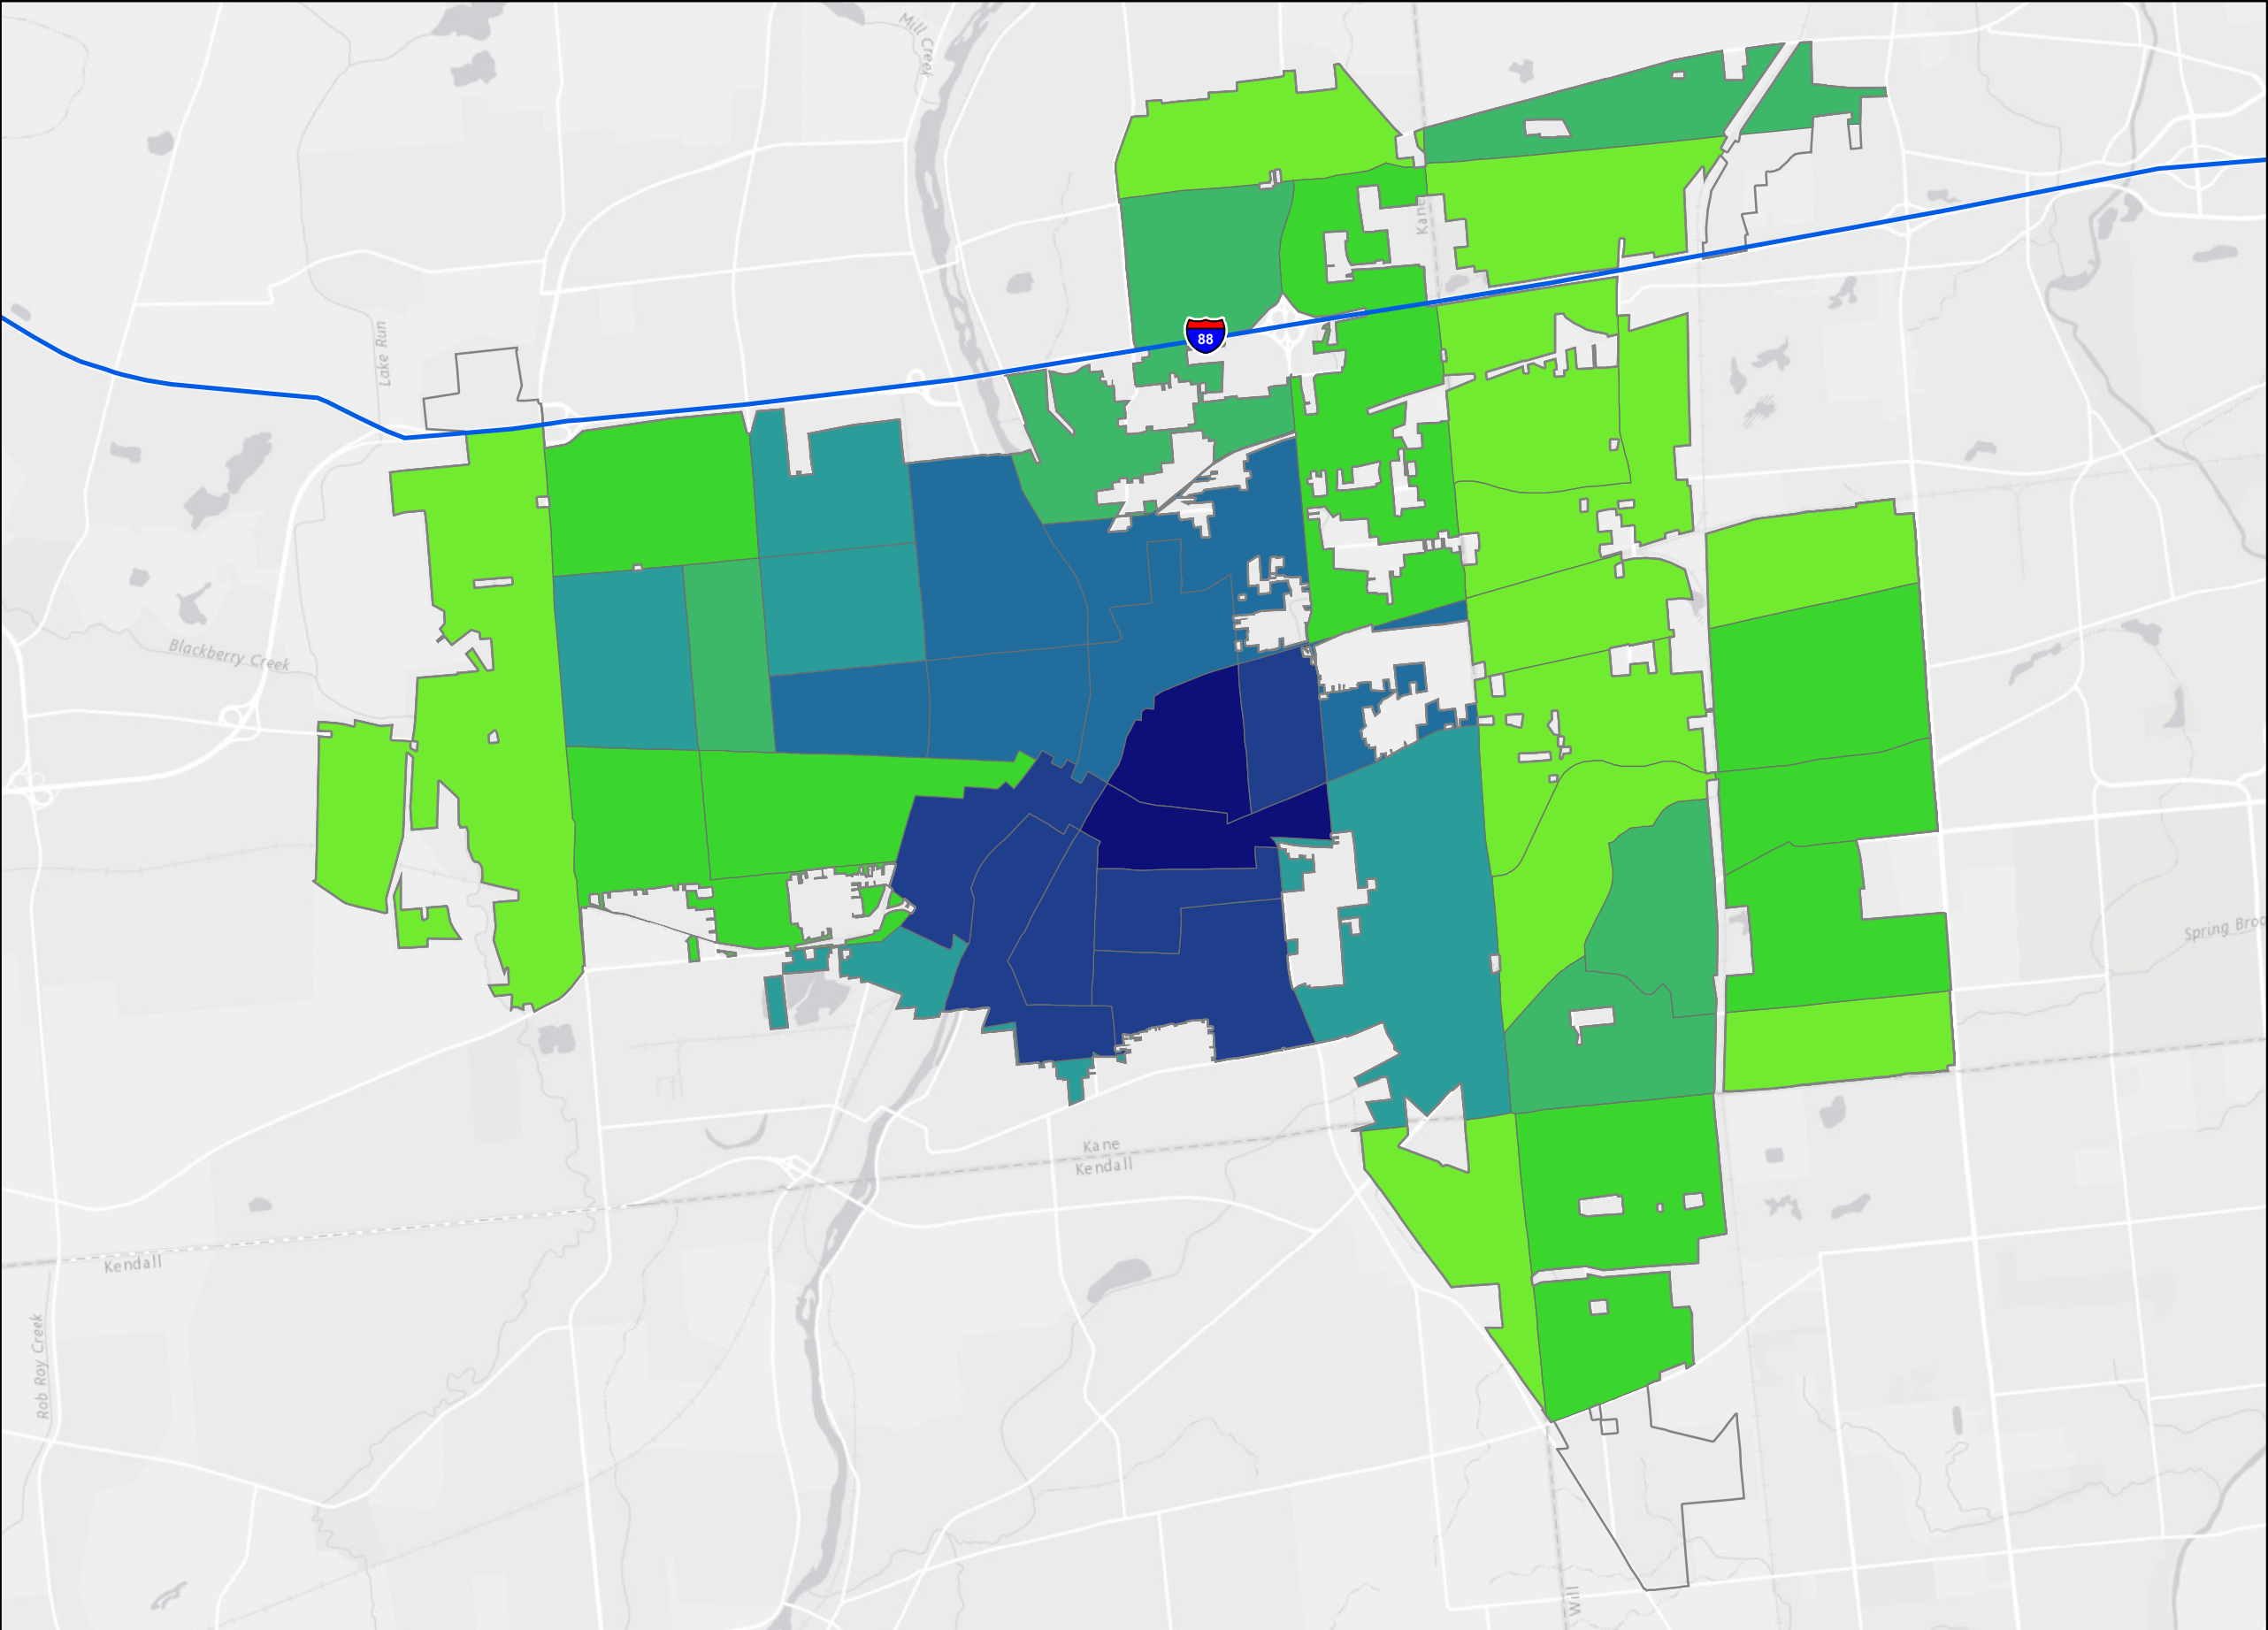 Mill Creek
Kane
88
Lake Run
Blackberry Creek
Spring Broo
Kane
Kendall
Kendall
Rob Roy Creek
Will